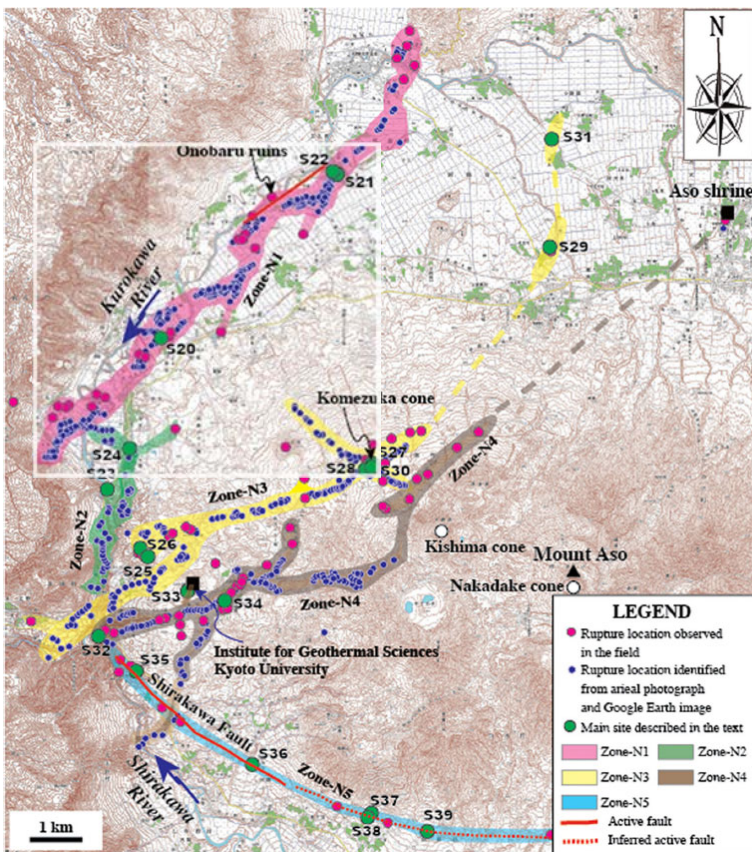 N
S31
S22
Onobaru ruins
S21
Aso shrine
S29
Zone-N1
Kurokawa
River
S20
Komezuka cone
S24
S27
S28
S30
Zone-N4
Zone-N3
Zone-N2
S26
S25
Kishima cone
Mount Aso
Nakadake cone
Zone-N4
S33
S34
S32
Institute for Geothermal Sciences
Kyoto University
S35
Shirakawa Fault
S36
Zone-N5
Shirakawa
River
S37
S38
S39
1 km
LEGEND
Rupture location observed
in the field
Rupture location identified
from arieal photograph
and Google Earth image
Main site described in the text
Zone-N1
Zone-N2
Zone-N3
Zone-N4
Zone-N5
Active fault
Inferred active fault